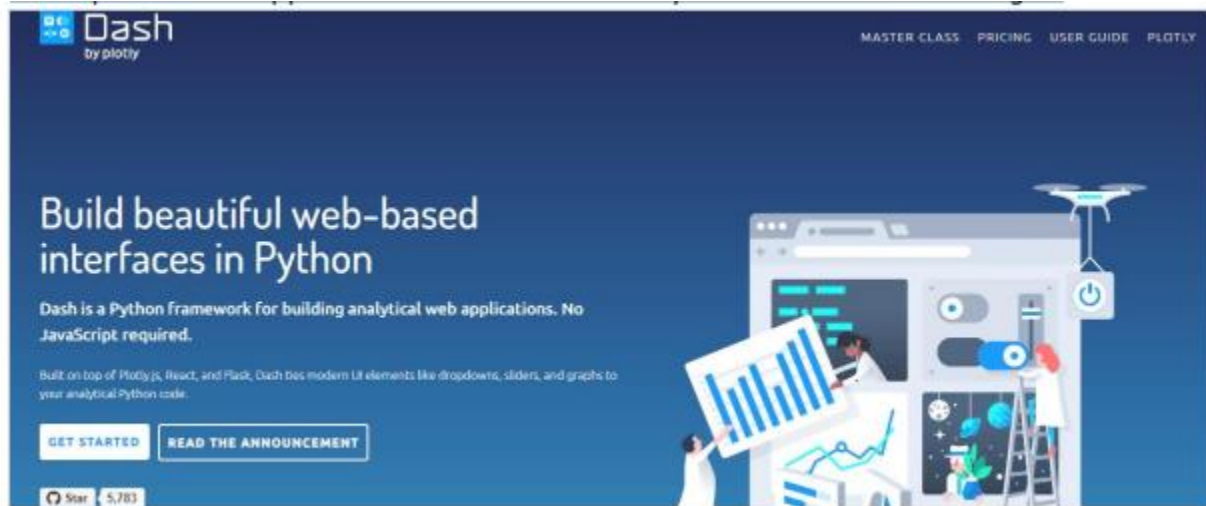 Dash
by plotly
MASTER CLASS PRICING USER GUIDE PLOTLY
Build beautiful web-based
interfaces in Python
Dash is a Python framework for building analytical web applications. No
JavaScript required.
Built on top of Plotly.js, React, and Flask, Dash ties modern UI elements like dropdowns, sliders, and graphs to
your analytical Python code.
GET STARTED READ THE ANNOUNCEMENT
Star 5,783